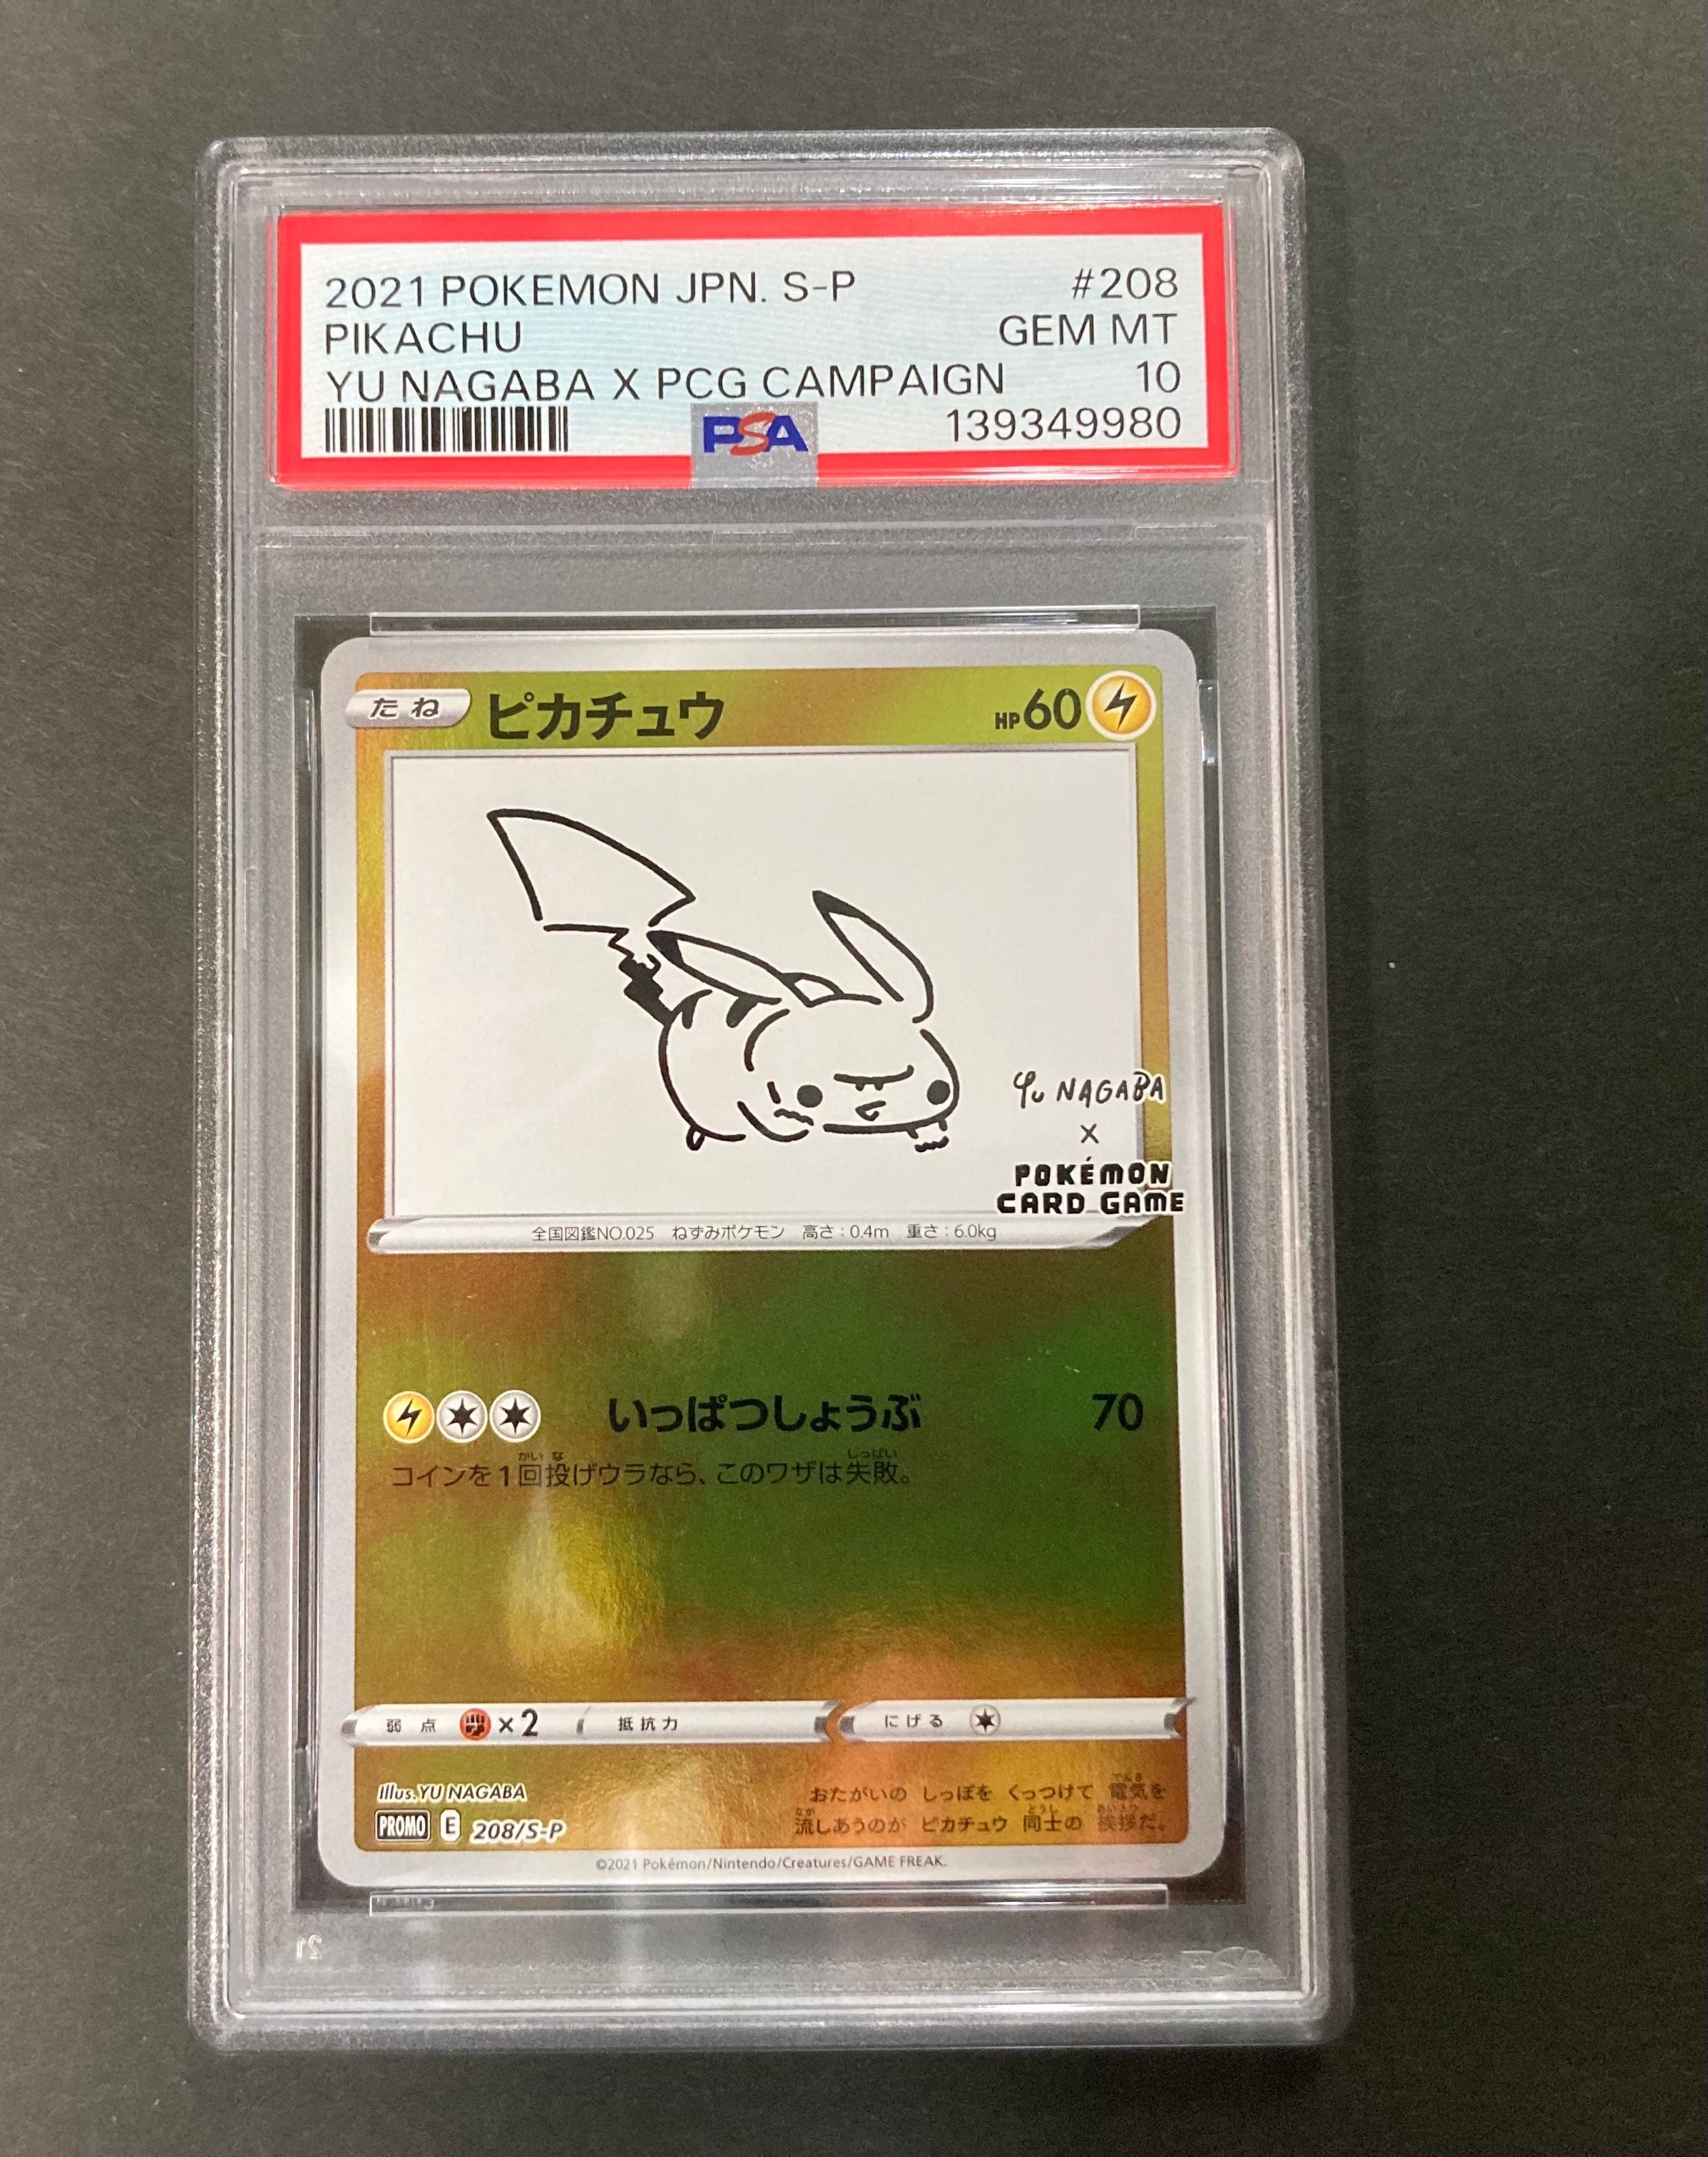 2021 POKEMON JPN. S-P #208
PIKACHU GEM MT
YU NAGABA X PCG CAMPAIGN 10
PSA 139349980
たね ピカチュウ HP60
YU NAGABA
X
POKÉMON
CARD GAME
全国図鑑NO.025 ねずみポケモン 高さ:0.4m 重さ:6.0kg
いっぱつしょうぶ 70
コインを1回投げウラなら、このワザは失敗。
弱点 ×2 抵抗力 にげる
Illus.YU NAGABA
おたがいの しっぽを くっつけて 電気を
PROMO E 208/S-P 流しあうのが ピカチュウ 同士の 挨拶だ。
©2021 Pokémon/Nintendo/Creatures/GAME FREAK.
PSA